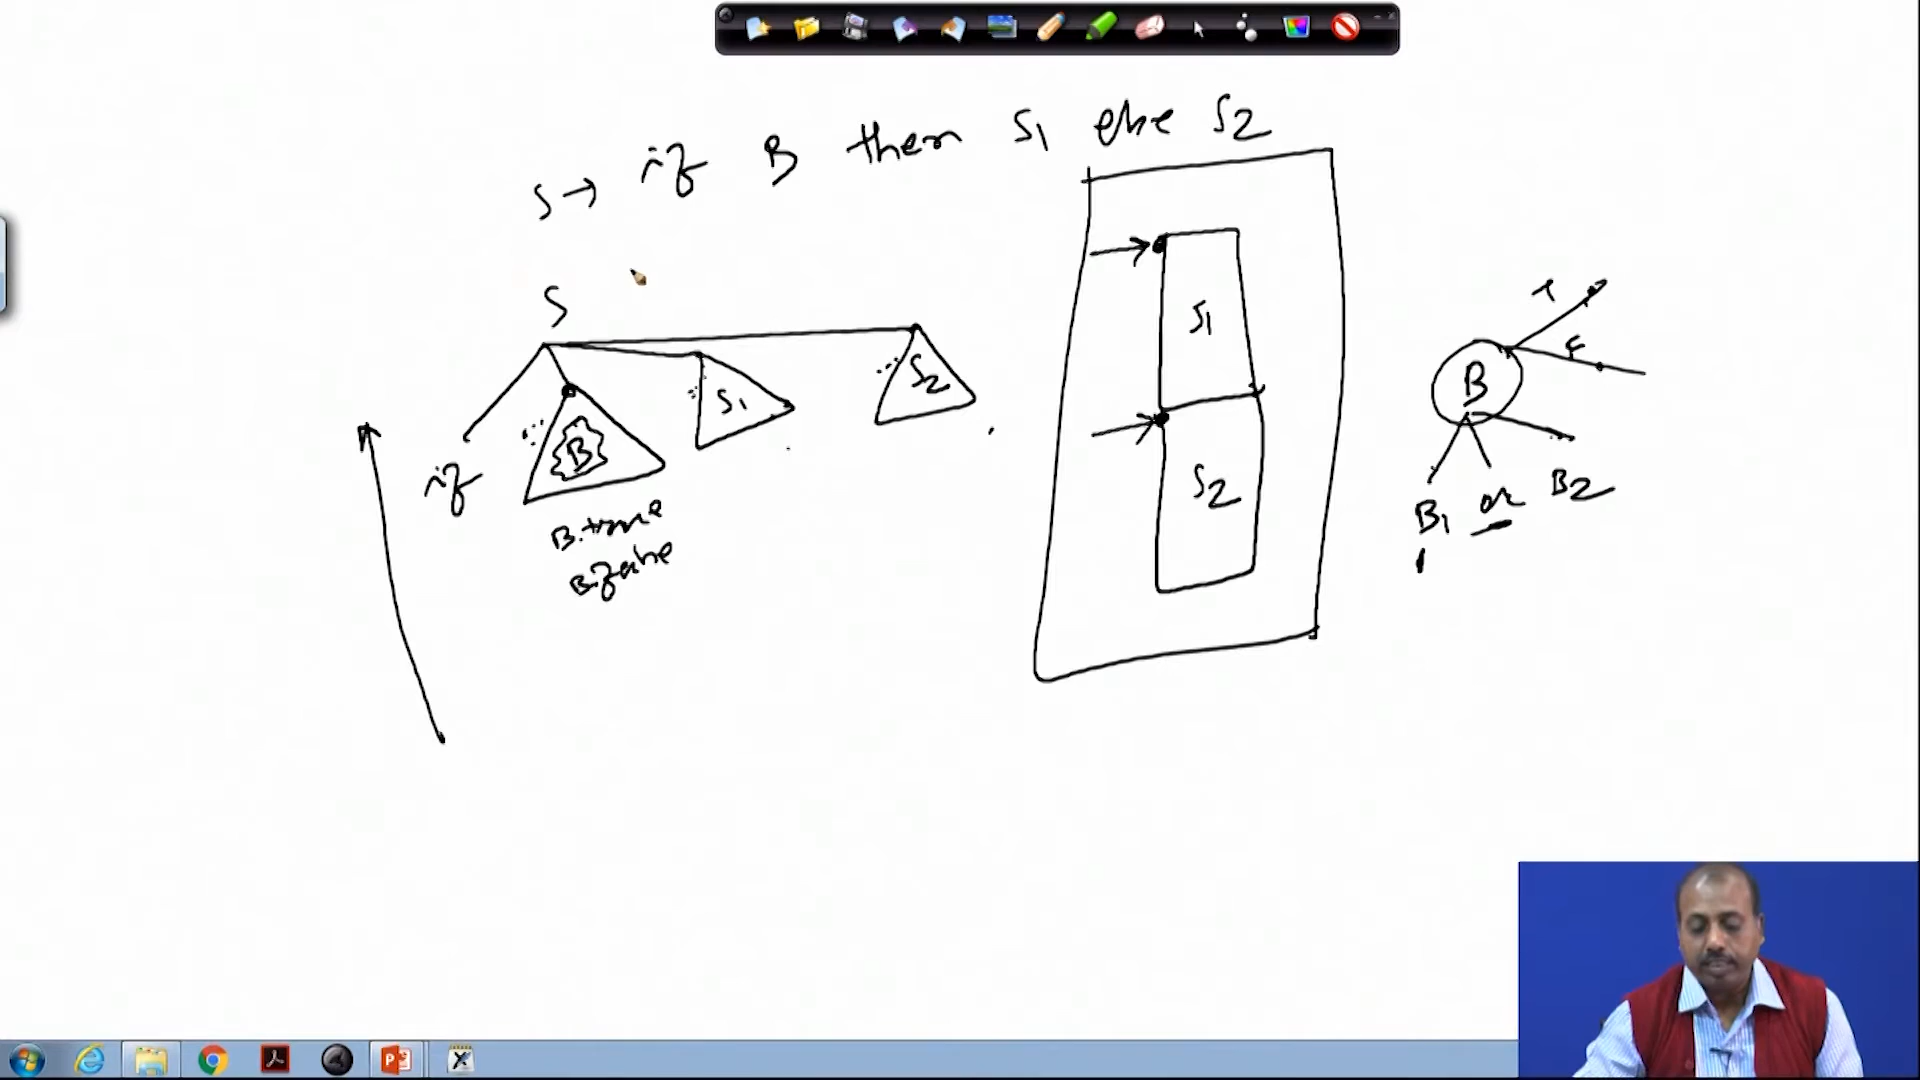 S → if B then S1 else S2
S
if
B
S1
S2
B.true
B.false
S1
S2
B
T
F
B1 or B2